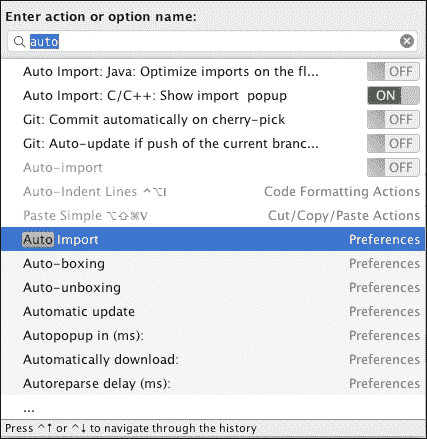 Enter action or option name:
auto
Auto Import: Java: Optimize imports on the fl... OFF
Auto Import: C/C++: Show import popup ON
Git: Commit automatically on cherry-pick OFF
Git: Auto-update if push of the current branc... OFF
Auto-import OFF
Auto-Indent Lines ⌃⌥I Code Formatting Actions
Paste Simple ⌥⇧⌘V Cut/Copy/Paste Actions
Auto Import Preferences
Auto-boxing Preferences
Auto-unboxing Preferences
Automatic update Preferences
Autopopup in (ms): Preferences
Automatically download: Preferences
Autoreparse delay (ms): Preferences
...
Press ⌃↑ or ⌃↓ to navigate through the history